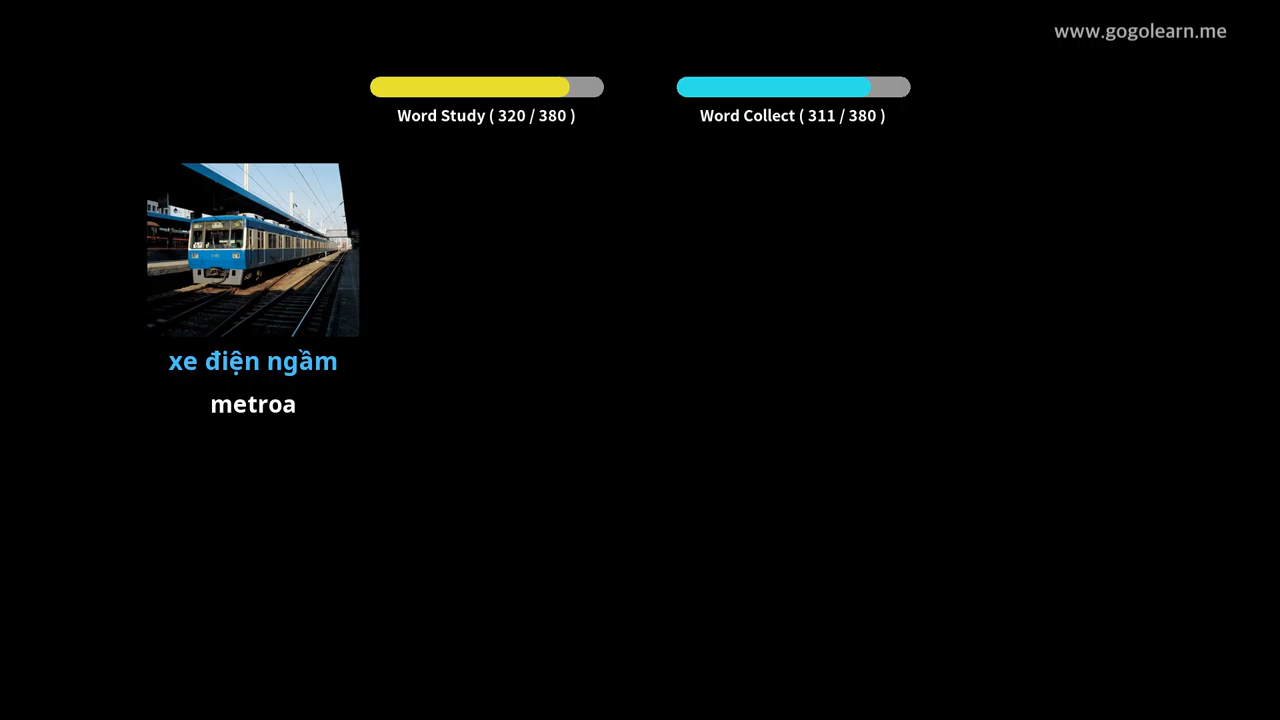 www.gogolearn.me
Word Study ( 320 / 380 )
Word Collect ( 311 / 380 )
xe điện ngầm
metroa